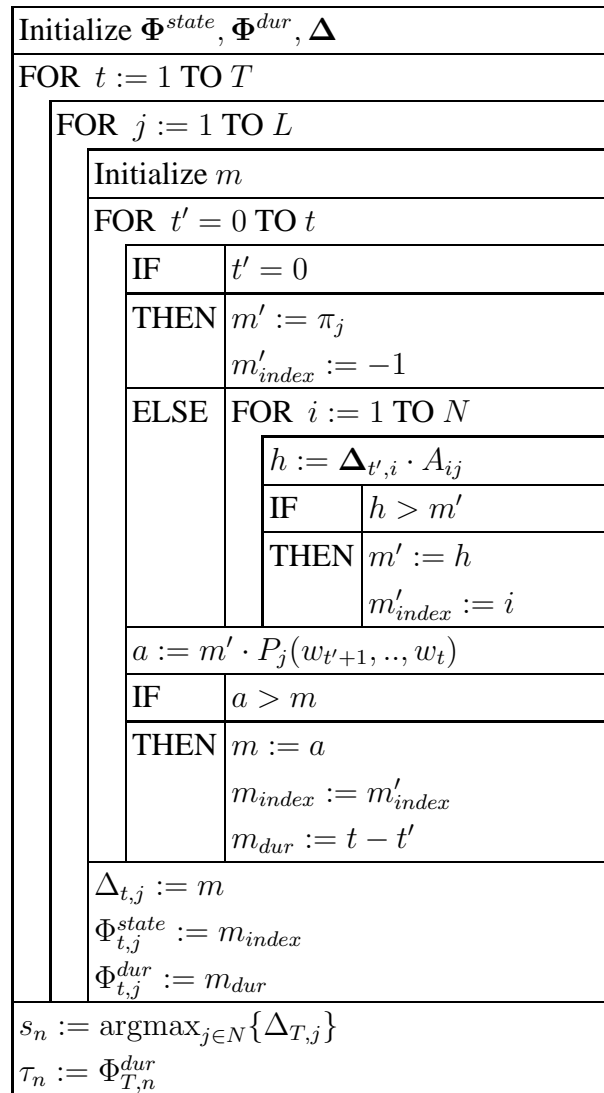 Initialize Φ^{state}, Φ^{dur}, Δ
FOR t := 1 TO T
FOR j := 1 TO L
Initialize m
FOR t′ = 0 TO t
IF t′ = 0
THEN m′ := π_j
m′_{index} := −1
ELSE FOR i := 1 TO N
h := Δ_{t′,i} · A_{ij}
IF h > m′
THEN m′ := h
m′_{index} := i
a := m′ · P_j(w_{t′+1}, .., w_t)
IF a > m
THEN m := a
m_{index} := m′_{index}
m_{dur} := t − t′
Δ_{t,j} := m
Φ^{state}_{t,j} := m_{index}
Φ^{dur}_{t,j} := m_{dur}
s_n := argmax_{j∈N}{Δ_{T,j}}
τ_n := Φ^{dur}_{T,n}